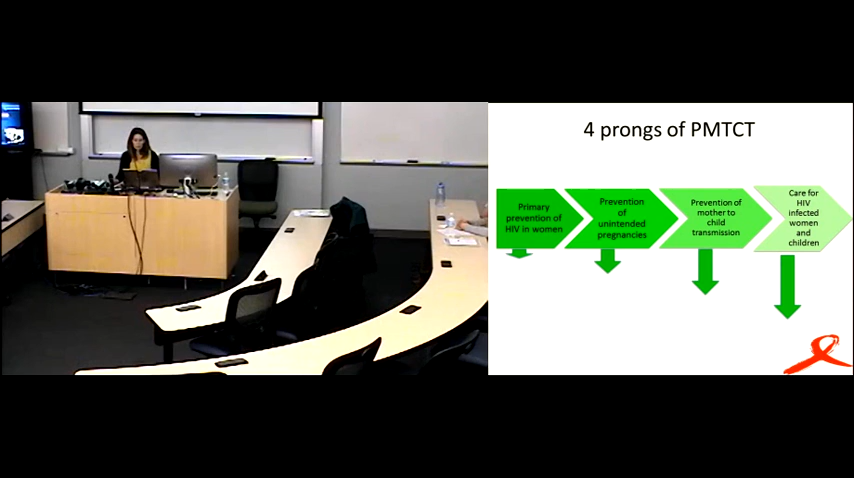 4 prongs of PMTCT
Primary
prevention of
HIV in women
Prevention
of
unintended
pregnancies
Prevention of
mother to
child
transmission
Care for
HIV
infected
women
and
children